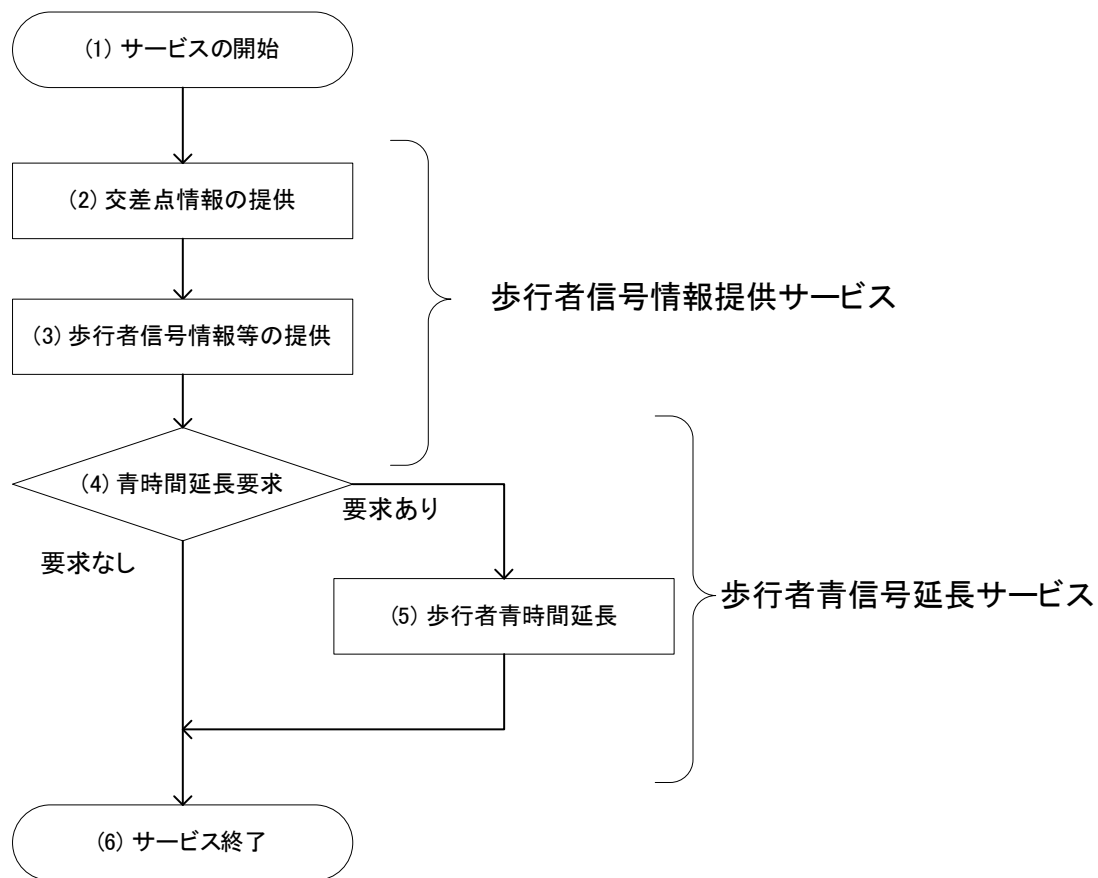 (1) サービスの開始
(2) 交差点情報の提供
(3) 歩行者信号情報等の提供
歩行者信号情報提供サービス
(4) 青時間延長要求
要求あり
要求なし
(5) 歩行者青時間延長
歩行者青信号延長サービス
(6) サービス終了